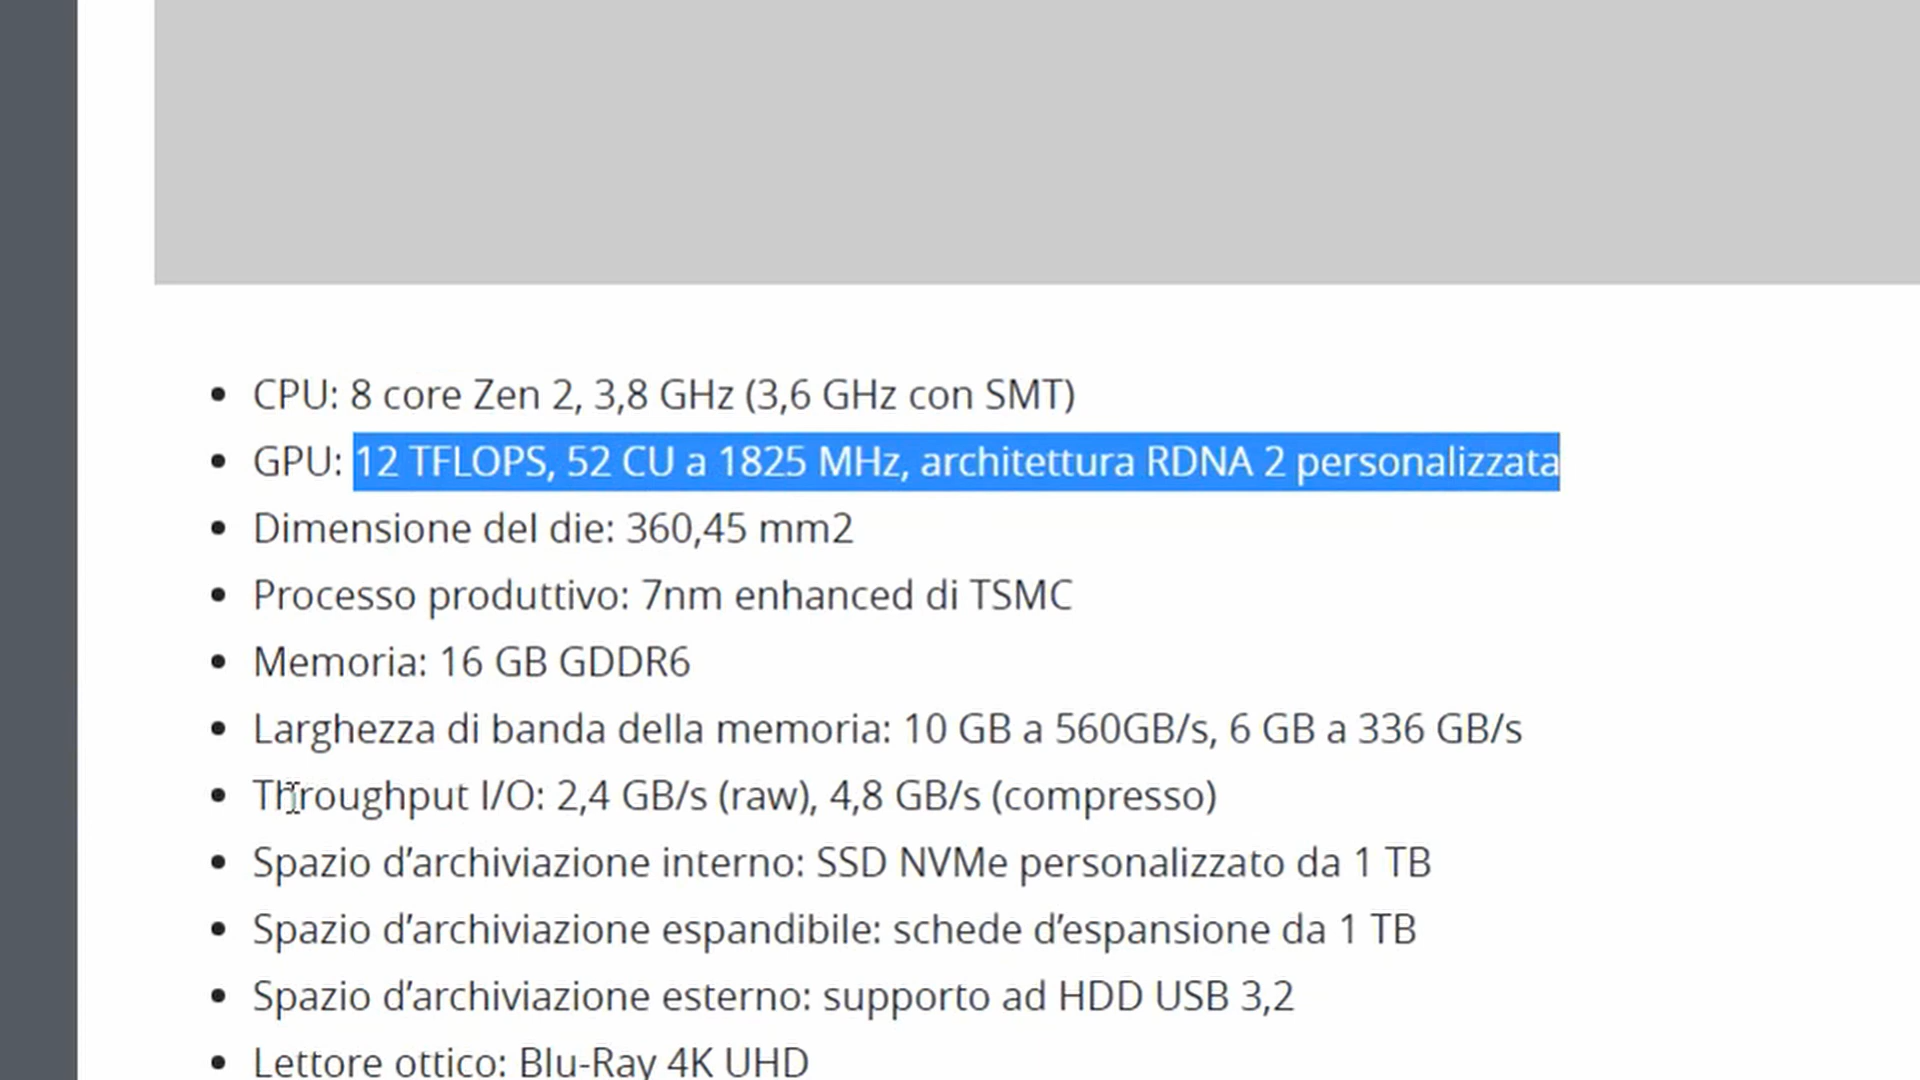 CPU: 8 core Zen 2, 3,8 GHz (3,6 GHz con SMT)
GPU: 12 TFLOPS, 52 CU a 1825 MHz, architettura RDNA 2 personalizzata
Dimensione del die: 360,45 mm2
Processo produttivo: 7nm enhanced di TSMC
Memoria: 16 GB GDDR6
Larghezza di banda della memoria: 10 GB a 560GB/s, 6 GB a 336 GB/s
Throughput I/O: 2,4 GB/s (raw), 4,8 GB/s (compresso)
Spazio d’archiviazione interno: SSD NVMe personalizzato da 1 TB
Spazio d’archiviazione espandibile: schede d’espansione da 1 TB
Spazio d’archiviazione esterno: supporto ad HDD USB 3,2
Lettore ottico: Blu-Ray 4K UHD